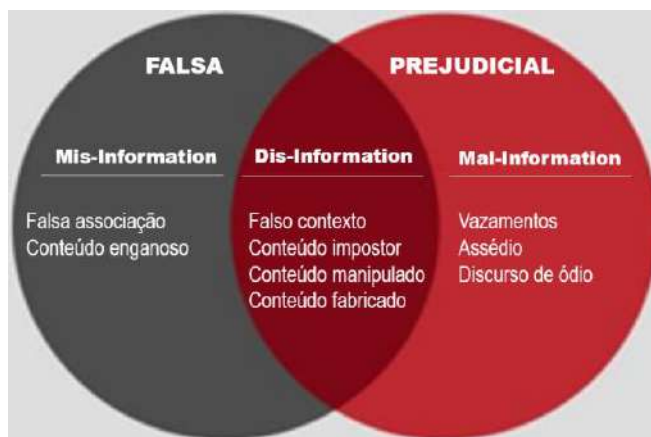 FALSA
PREJUDICIAL
Mis-Information
Dis-Information
Mal-Information
Falsa associação
Conteúdo enganoso
Falso contexto
Conteúdo impostor
Conteúdo manipulado
Conteúdo fabricado
Vazamentos
Assédio
Discurso de ódio